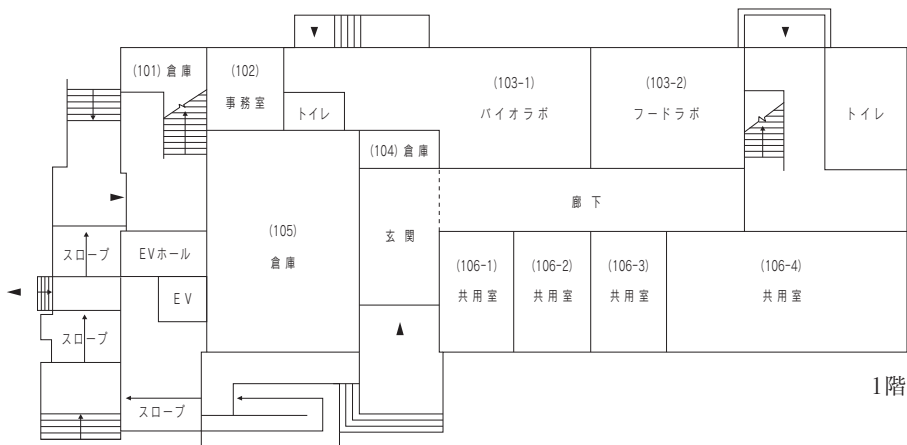 (101) 倉庫
(102)
事務室
トイレ
(103-1)
バイオラボ
(103-2)
フードラボ
トイレ
(104) 倉庫
廊下
(105)
倉庫
玄関
スロープ
EVホール
EV
(106-1)
共用室
(106-2)
共用室
(106-3)
共用室
(106-4)
共用室
スロープ
スロープ
1階